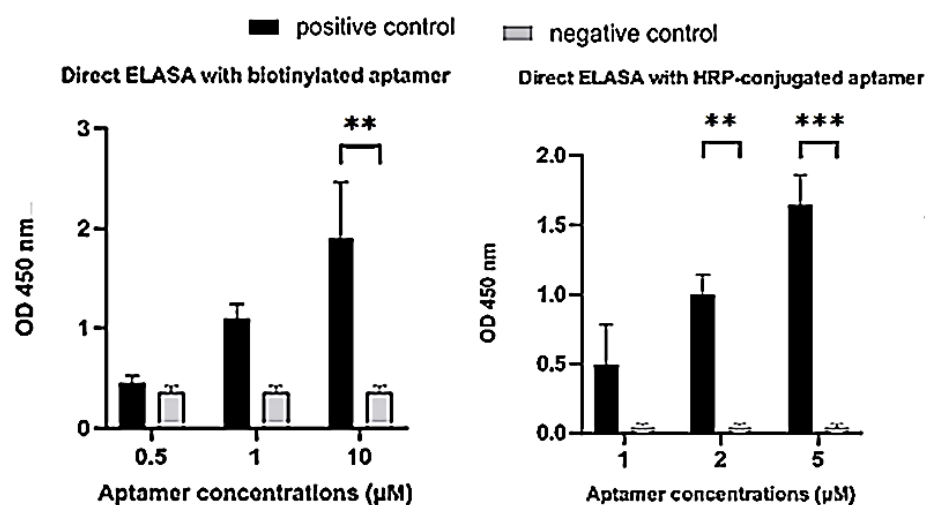 positive control
negative control
Direct ELASA with biotinylated aptamer
3
2
1
0
OD 450 nm
**
0.5 1 10
Aptamer concentrations (μM)
Direct ELASA with HRP-conjugated aptamer
2.0
1.5
1.0
0.5
0.0
OD 450 nm
** ***
1 2 5
Aptamer concentrations (μM)